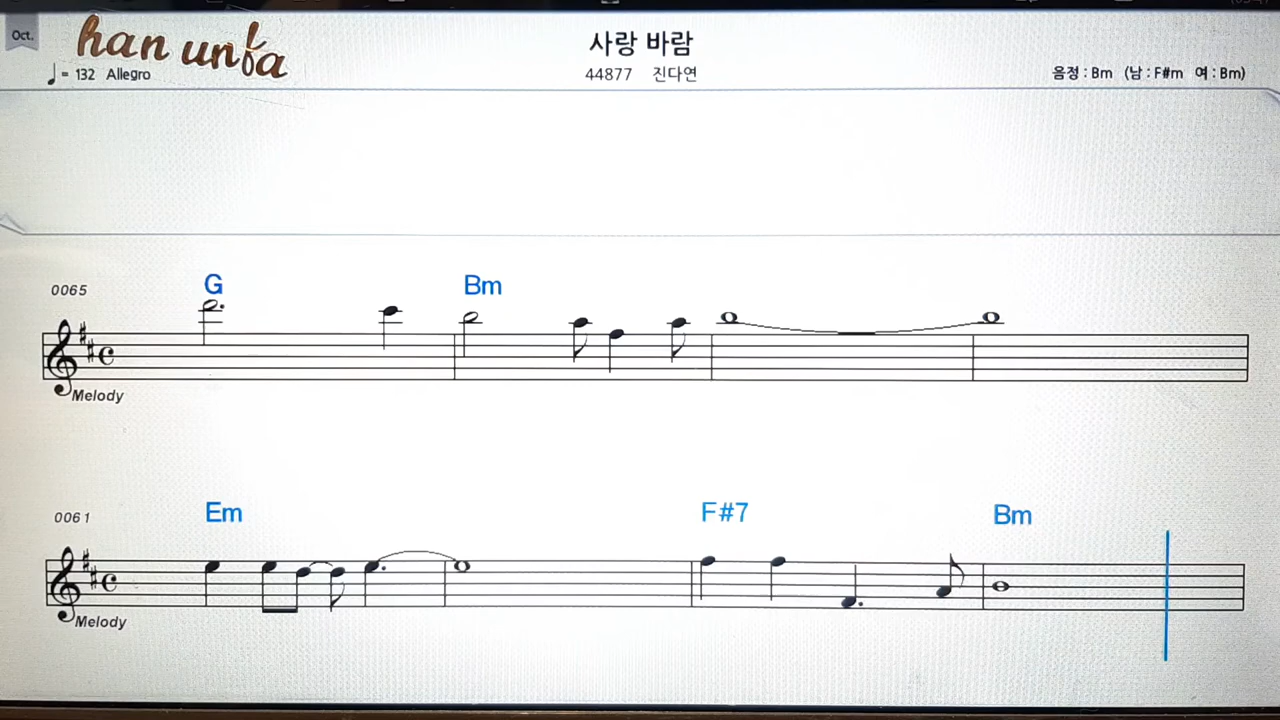 Oct.
han unfa
사랑 바람
♩= 132 Allegro
44877 진다연
음정 : Bm (남 : F#m 여 : Bm)
G Bm
0065
Melody
Em F#7 Bm
0061
Melody